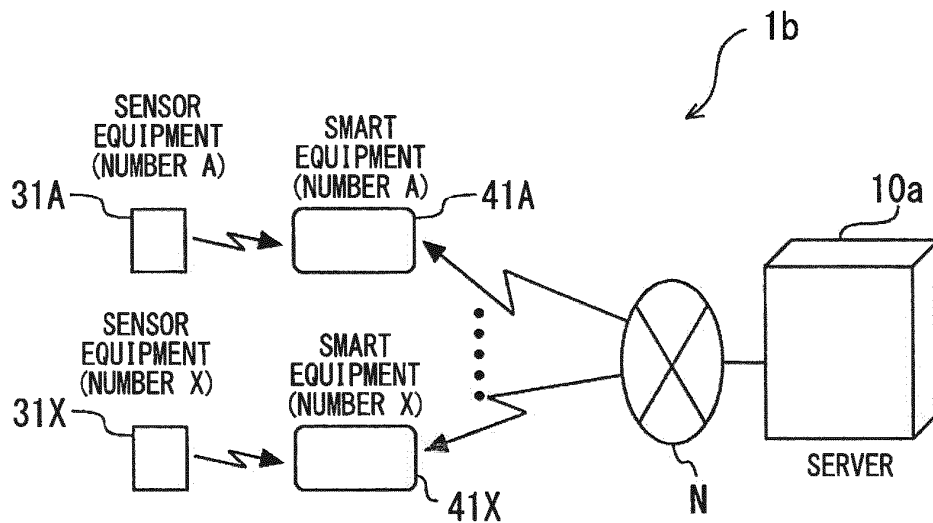 1b
SENSOR
EQUIPMENT
(NUMBER A)
SMART
EQUIPMENT
(NUMBER A)
31A
41A
10a
SENSOR
EQUIPMENT
(NUMBER X)
SMART
EQUIPMENT
(NUMBER X)
31X
41X
N
SERVER